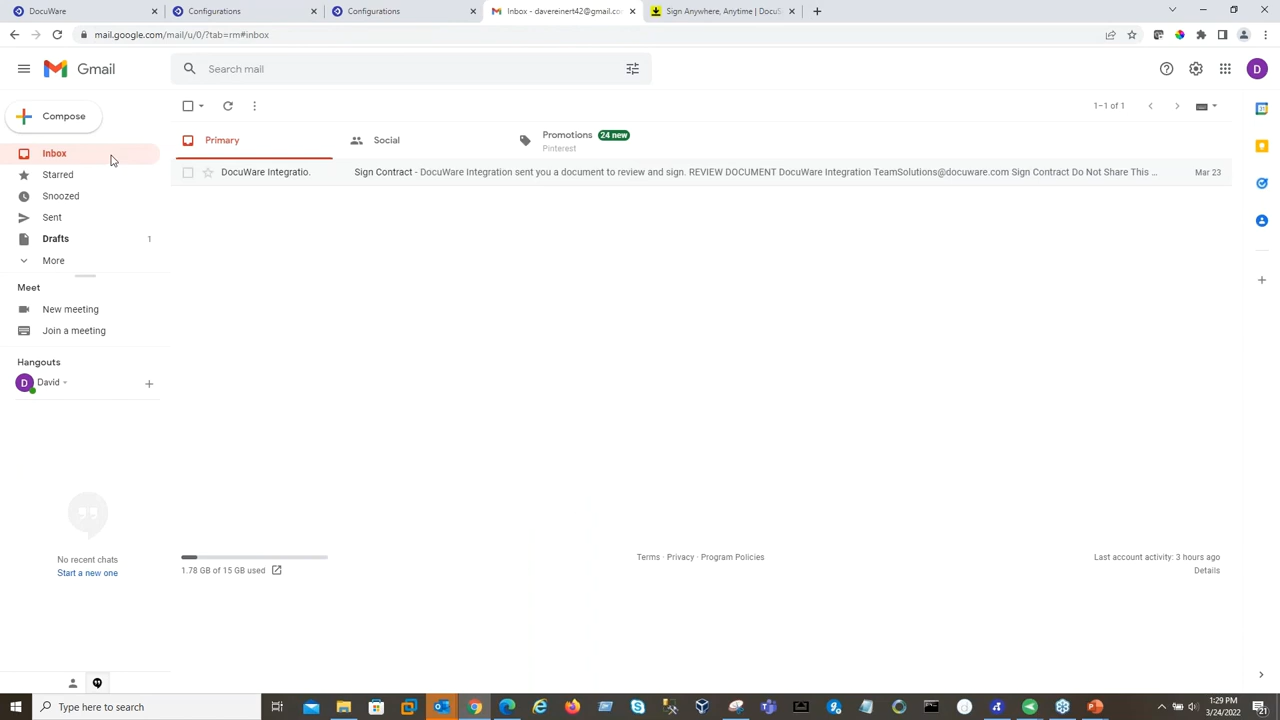 DocuWare
Configurations
Configurations
Inbox - davereinert42@gmail.co
Sign Anywhere, Anytime | DocuS
mail.google.com/mail/u/0/?tab=rm#inbox
Gmail
Search mail
D
Compose
1–1 of 1
Primary
Social
Promotions 24 new
Pinterest
Inbox
DocuWare Integratio. Sign Contract - DocuWare Integration sent you a document to review and sign. REVIEW DOCUMENT DocuWare Integration TeamSolutions@docuware.com Sign Contract Do Not Share This ... Mar 23
Starred
Snoozed
Sent
Drafts 1
More
Meet
New meeting
Join a meeting
Hangouts
D David
No recent chats
Start a new one
1.78 GB of 15 GB used
Terms · Privacy · Program Policies
Last account activity: 3 hours ago
Details
Type here to search
1:29 PM
3/24/2022